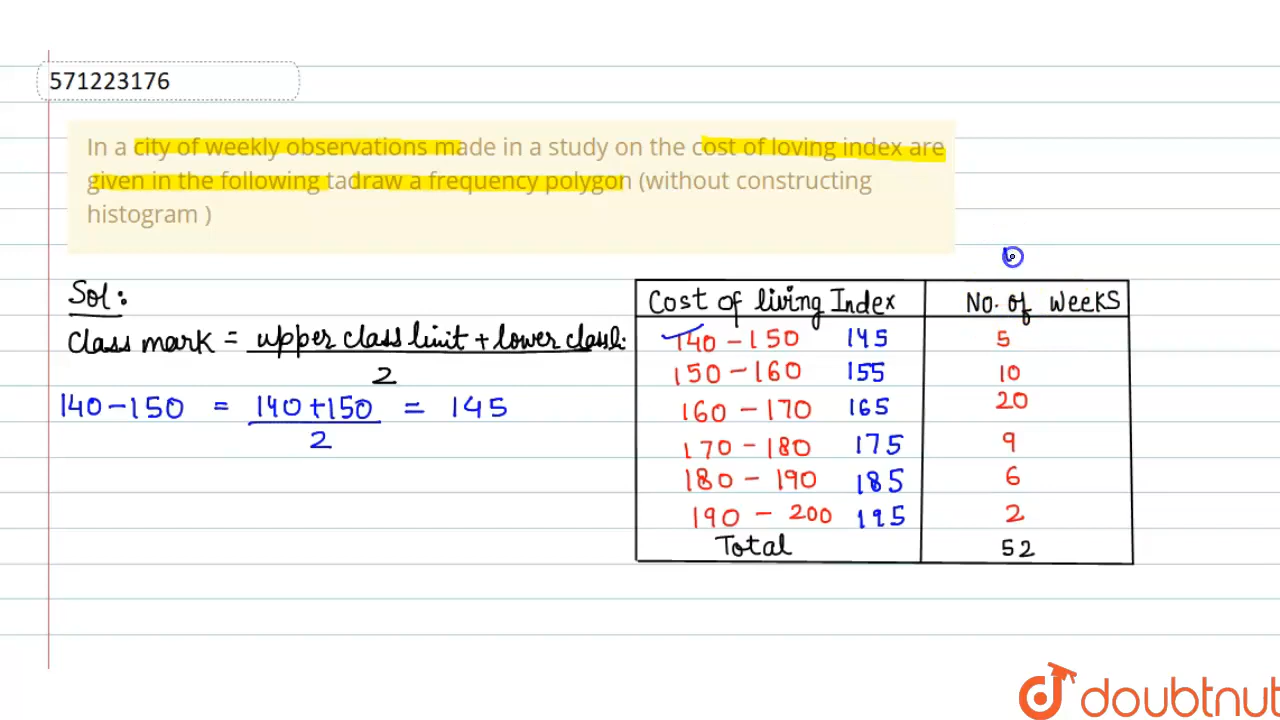 571223176
In a city of weekly observations made in a study on the cost of loving index are
given in the following tadraw a frequency polygon (without constructing
histogram )
Sol:
Class mark = upper class limit + lower classli.
2
140-150 = 140+150 = 145
2
Cost of living Index No. of weeks
140-150 145 5
150-160 155 10
160-170 165 20
170-180 175 9
180-190 185 6
190-200 195 2
Total 52
doubtnut